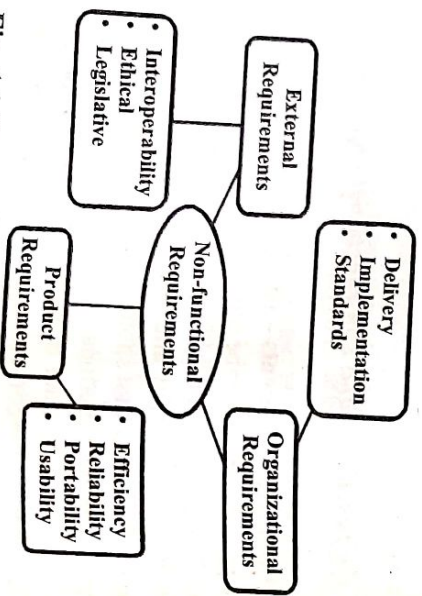 • Delivery
• Implementation
• Standards
External
Requirements
Organizational
Requirements
Non-functional
Requirements
• Interoperability
• Ethical
• Legislative
• Efficiency
• Reliability
• Portability
• Usability
Product
Requirements